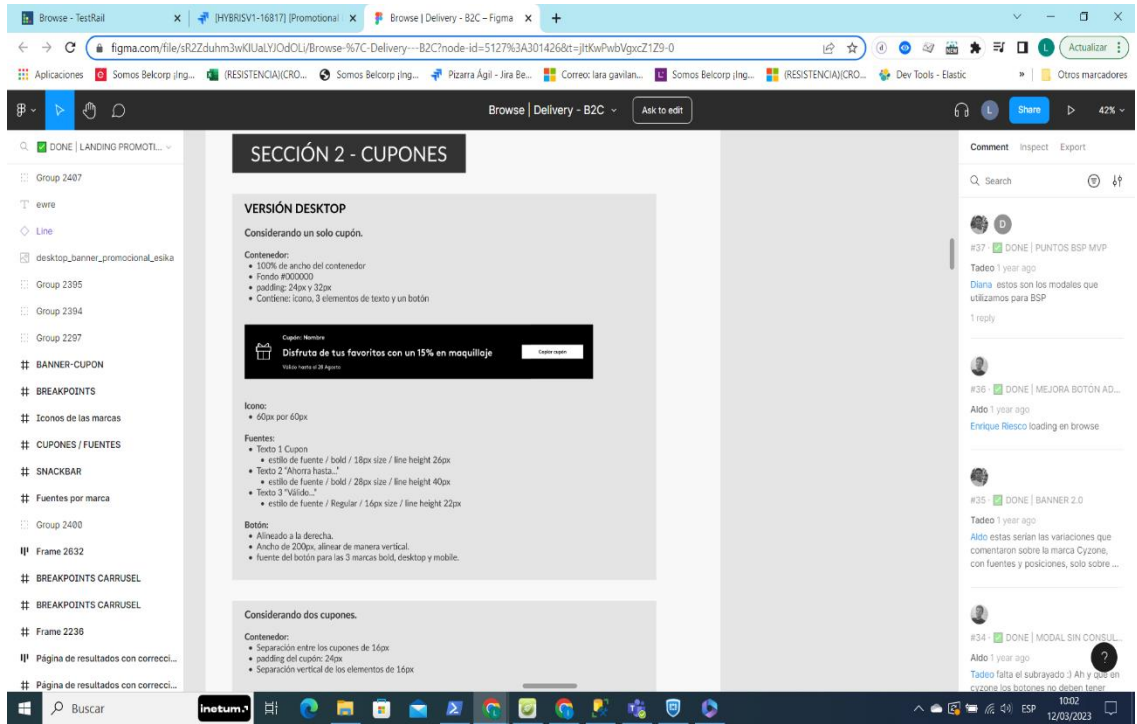 Browse - TestRail
[HYBRISV1-16817] [Promotional
Browse | Delivery - B2C – Figma
figma.com/file/sR2Zduhm3wKIUaLYJOdOLi/Browse-%7C-Delivery---B2C?node-id=5127%3A301426&t=jItKwPwbVgxcZ1Z9-0
Actualizar
Aplicaciones
Somos Belcorp ¡Ing...
(RESISTENCIA)(CRO...
Somos Belcorp ¡Ing...
Pizarra Ágil - Jira Be...
Correo: lara gavilan...
Somos Belcorp ¡Ing...
(RESISTENCIA)(CRO...
Dev Tools - Elastic
»
Otros marcadores
Browse | Delivery - B2C
Ask to edit
L
Share
42%
DONE | LANDING PROMOTI...
Group 2407
ewre
Line
desktop_banner_promocional_esika
Group 2395
Group 2394
Group 2297
BANNER-CUPON
BREAKPOINTS
Iconos de las marcas
CUPONES / FUENTES
SNACKBAR
Fuentes por marca
Group 2400
Frame 2632
BREAKPOINTS CARRUSEL
BREAKPOINTS CARRUSEL
Frame 2236
Página de resultados con correcci...
Página de resultados con correcci...
SECCIÓN 2 - CUPONES
VERSIÓN DESKTOP
Considerando un solo cupón.
Contenedor:
• 100% de ancho del contenedor
• Fondo #000000
• padding: 24px y 32px
• Contiene: icono, 3 elementos de texto y un botón
Cupón: Nombre
Disfruta de tus favoritos con un 15% en maquillaje
Válido hasta el 28 Agosto
Copiar cupón
Icono:
• 60px por 60px
Fuentes:
• Texto 1 Cupon
• estilo de fuente / bold / 18px size / line height 26px
• Texto 2 "Ahorra hasta..."
• estilo de fuente / bold / 28px size / line height 40px
• Texto 3 "Válido..."
• estilo de fuente / Regular / 16px size / line height 22px
Botón:
• Alineado a la derecha.
• Ancho de 200px, alinear de manera vertical.
• fuente del botón para las 3 marcas bold, desktop y mobile.
Considerando dos cupones.
Contenedor:
• Separación entre los cupones de 16px
• padding del cupón: 24px
• Separación vertical de los elementos de 16px
Comment Inspect Export
Search
D
#37 · DONE | PUNTOS BSP MVP
Tadeo 1 year ago
Diana estos son los modales que
utilizamos para BSP
1 reply
#36 · DONE | MEJORA BOTÓN AD...
Aldo 1 year ago
Enrique Riesco loading en browse
#35 · DONE | BANNER 2.0
Tadeo 1 year ago
Aldo estas serían las variaciones que
comentaron sobre la marca Cyzone,
con fuentes y posiciones, solo sobre ...
#34 · DONE | MODAL SIN CONSUL...
Aldo 1 year ago
Tadeo falta el subrayado :) Ah y que en
cyzone los botones no deben tener
?
Buscar
inetum.
ESP
10:02
12/03/2023